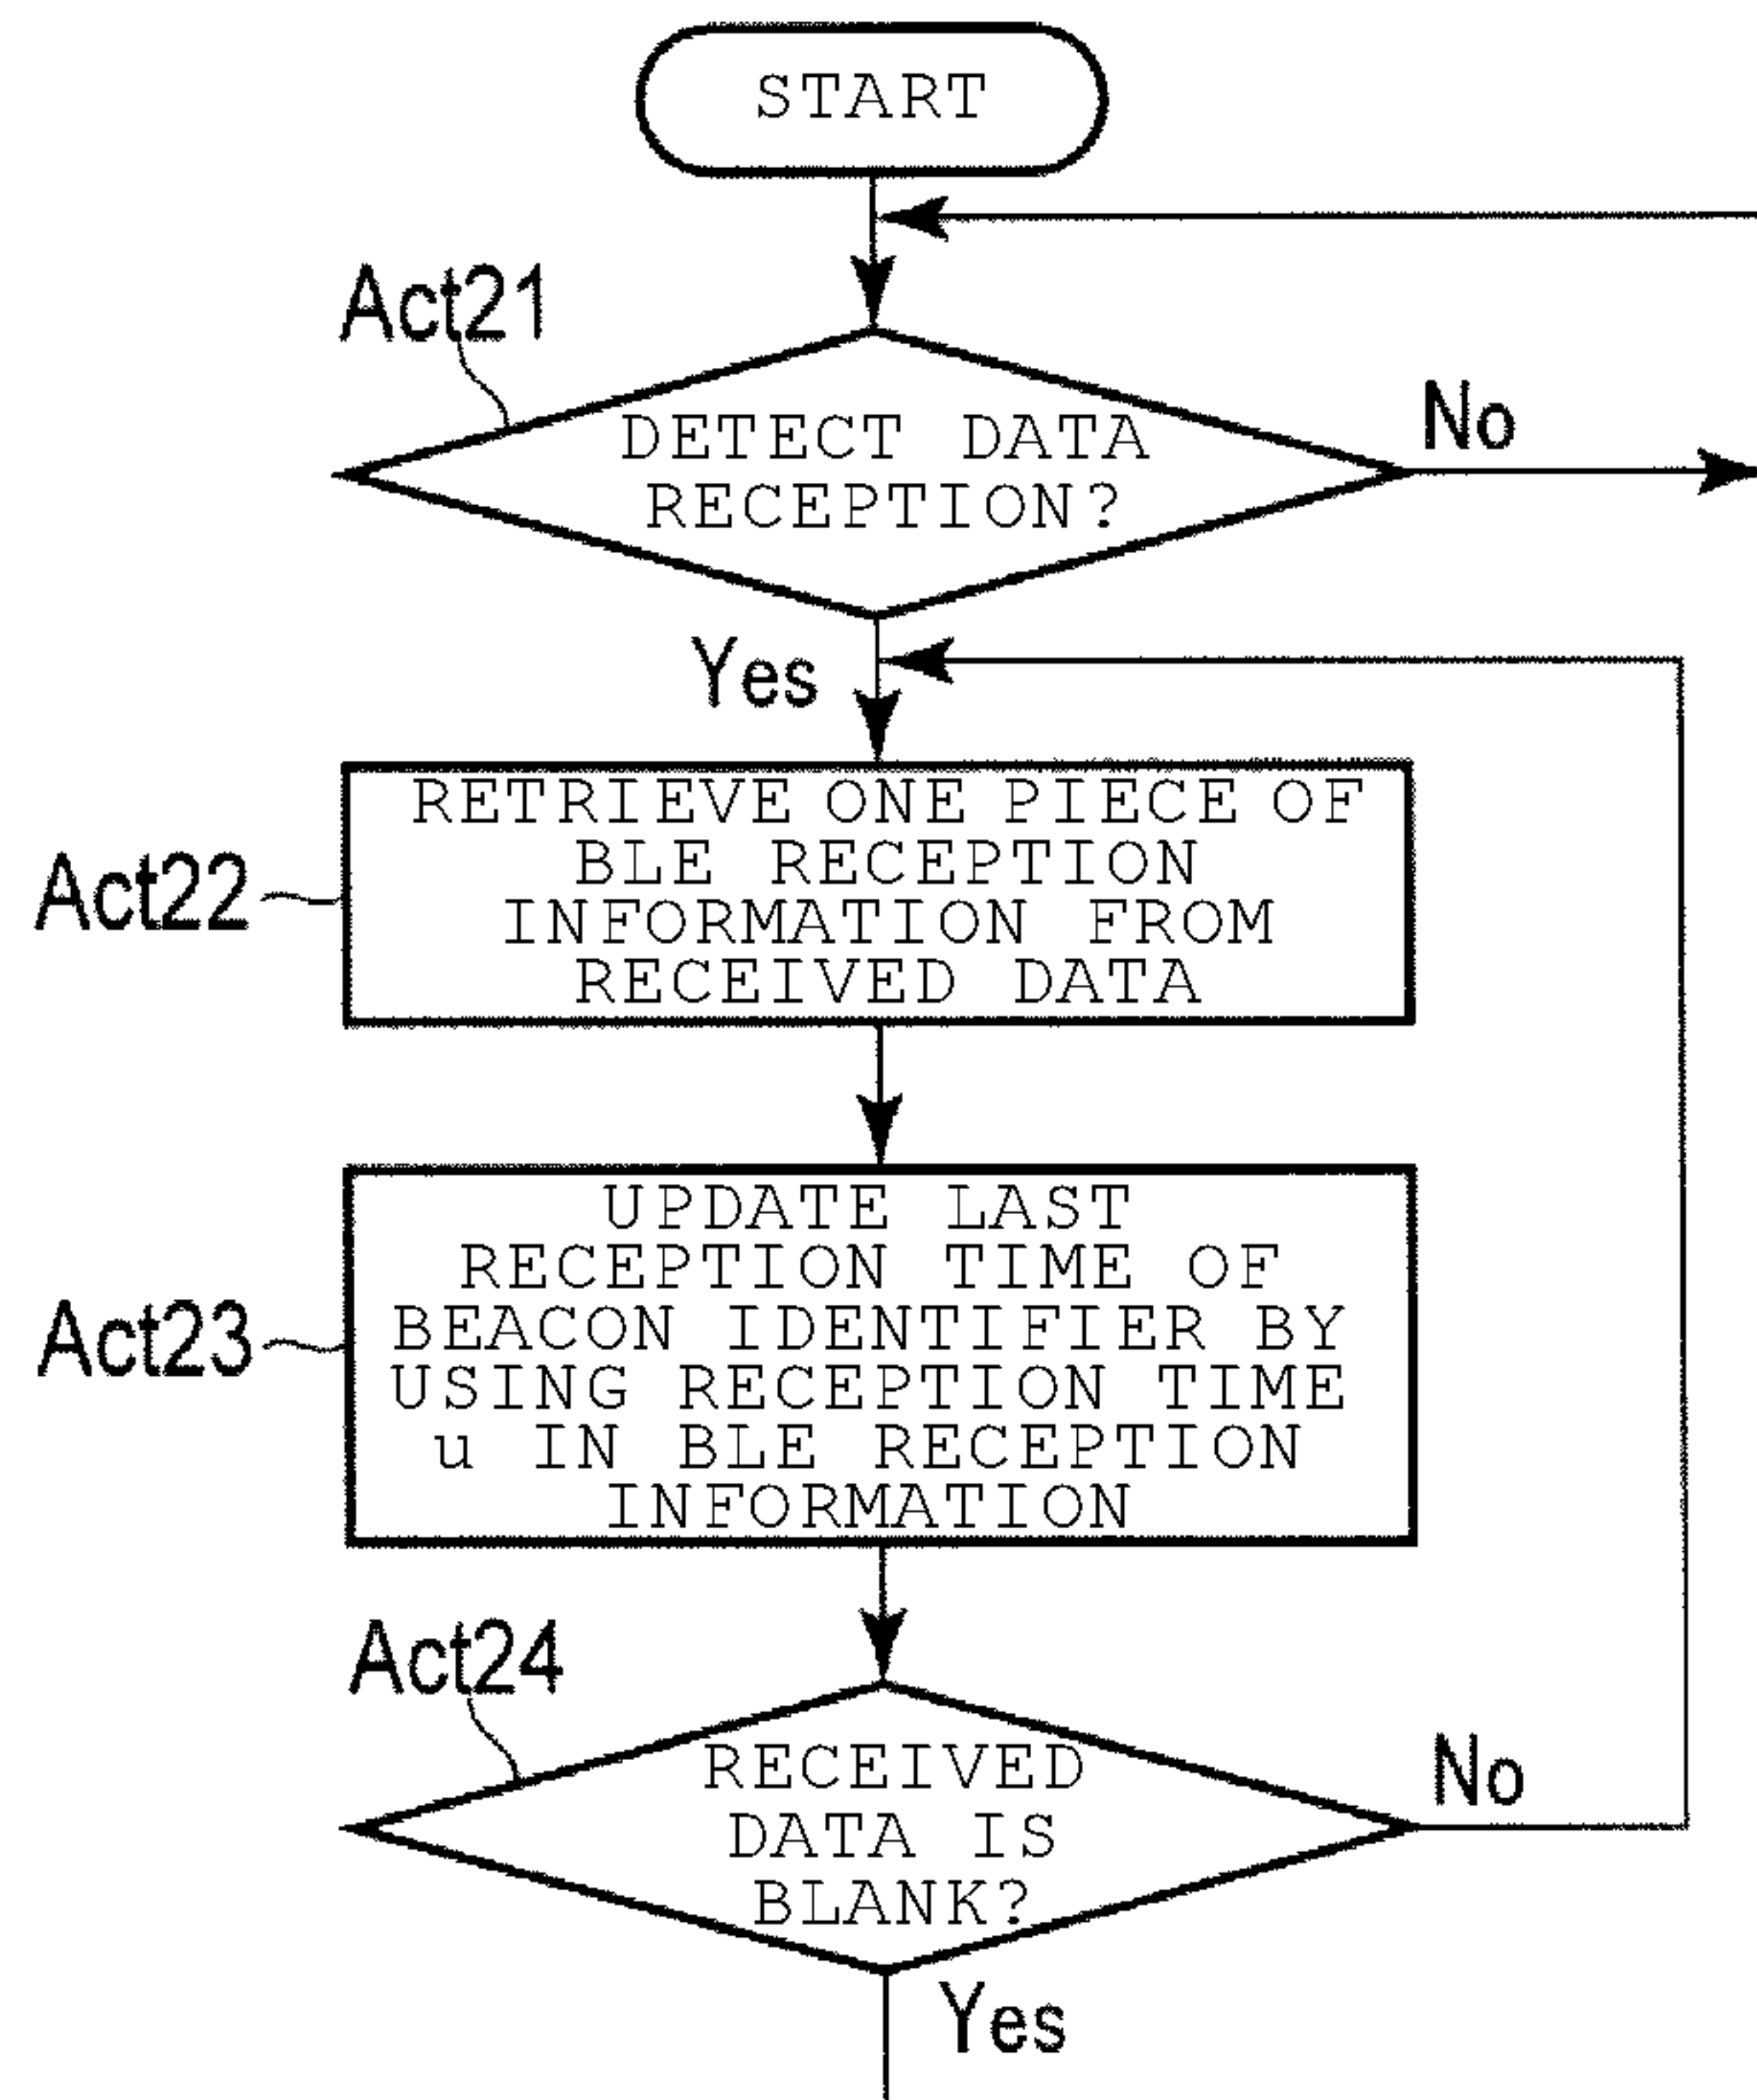 START
Act21
DETECT DATA
RECEPTION?
No
Yes
RETRIEVE ONE PIECE OF
BLE RECEPTION
INFORMATION FROM
RECEIVED DATA
Act22
UPDATE LAST
RECEPTION TIME OF
BEACON IDENTIFIER BY
USING RECEPTION TIME
u IN BLE RECEPTION
INFORMATION
Act23
Act24
RECEIVED
DATA IS
BLANK?
No
Yes